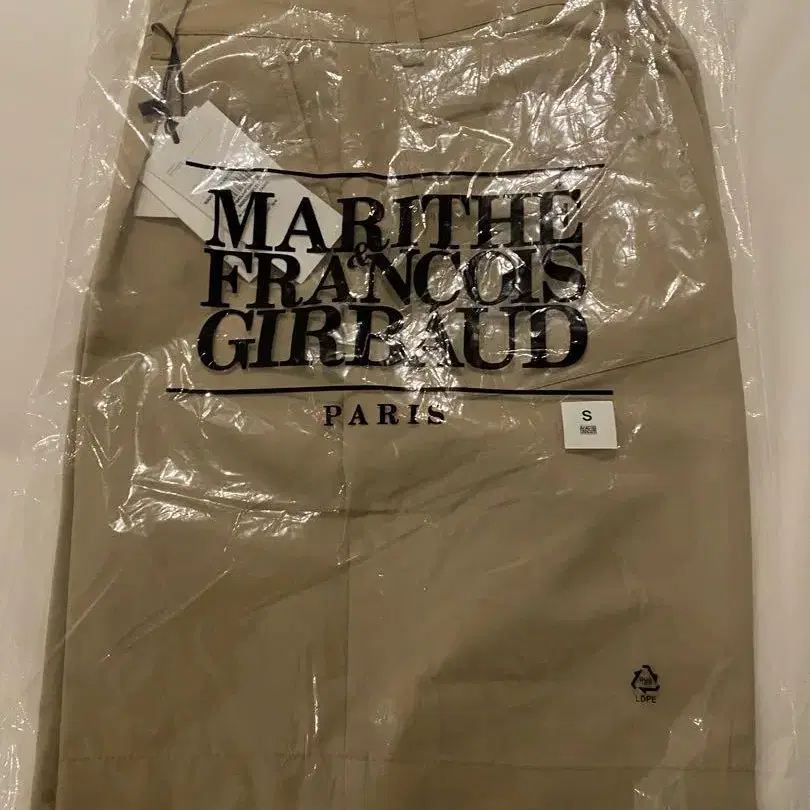 MARITHÉ
&
FRANCOIS
GIRBAUD
PARIS
S
LDPE